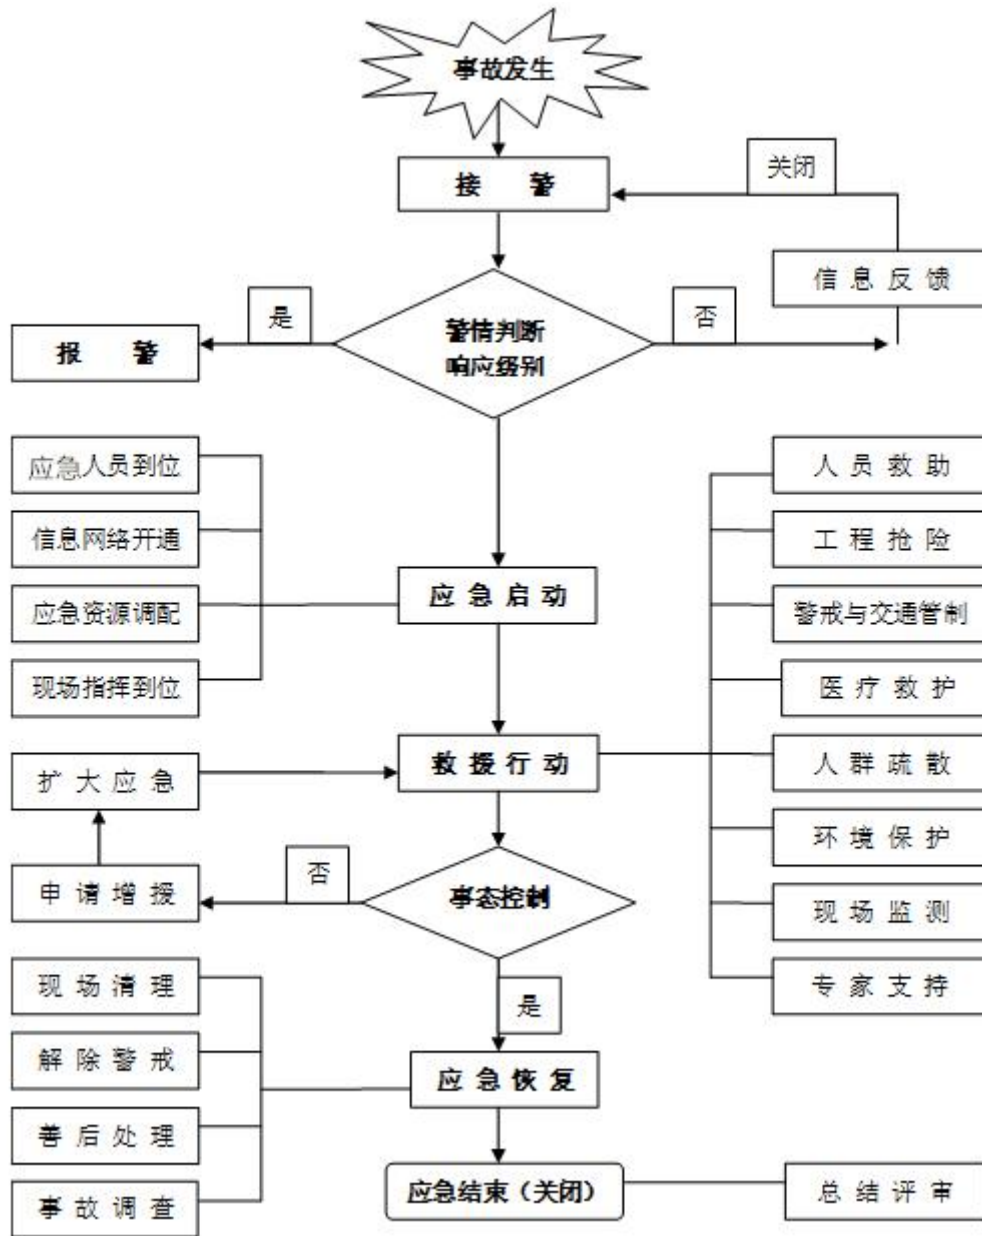 事故发生
接 警
关闭
信 息 反 馈
是
警情判断
响应级别
否
报 警
应急人员到位
信息网络开通
应急资源调配
现场指挥到位
应 急 启 动
人 员 救 助
工 程 抢 险
警戒与交通管制
医 疗 救 护
人 群 疏 散
环 境 保 护
现 场 监 测
专 家 支 持
救 援 行 动
扩 大 应 急
申 请 增 援
否
事态控制
是
现 场 清 理
解 除 警 戒
善 后 处 理
事 故 调 查
应 急 恢 复
应急结束（关闭）
总 结 评 审